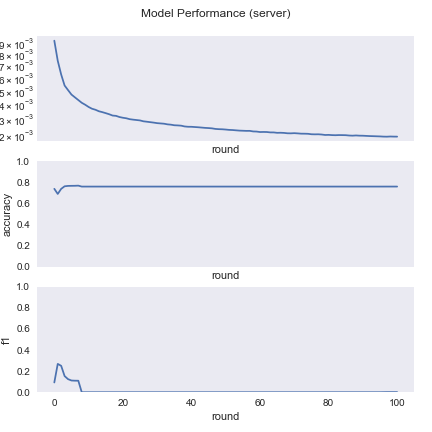 Model Performance (server)
9 × 10⁻³
8 × 10⁻³
7 × 10⁻³
6 × 10⁻³
5 × 10⁻³
4 × 10⁻³
3 × 10⁻³
2 × 10⁻³
round
1.0
0.8
0.6
0.4
0.2
0.0
accuracy
round
1.0
0.8
0.6
0.4
0.2
0.0
f1
0 20 40 60 80 100
round